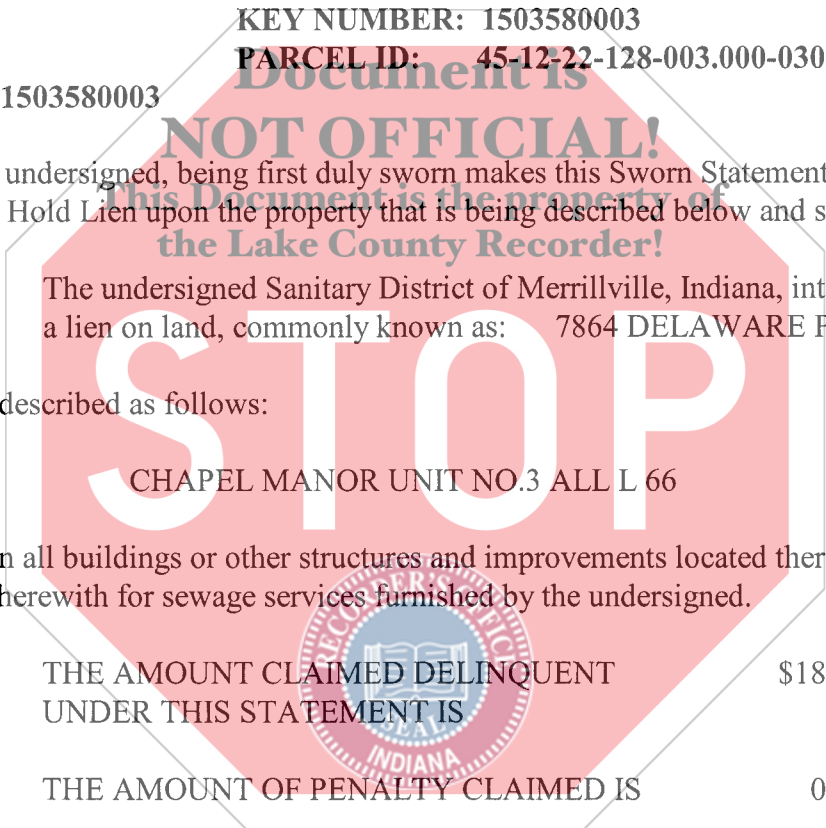 KEY NUMBER: 1503580003
PARCEL ID: 45-12-22-128-003.000-030
Document is
1503580003
NOT OFFICIAL!
undersigned, being first duly sworn makes this Sworn Statement
This Document is the property of
Hold Lien upon the property that is being described below and s
the Lake County Recorder!
The undersigned Sanitary District of Merrillville, Indiana, int
a lien on land, commonly known as: 7864 DELAWARE P
STOP
described as follows:
CHAPEL MANOR UNIT NO.3 ALL L 66
n all buildings or other structures and improvements located ther
herewith for sewage services furnished by the undersigned.
RECORDER'S OFFICE
THE AMOUNT CLAIMED DELINQUENT $18
UNDER THIS STATEMENT IS
SEAL
INDIANA
THE AMOUNT OF PENALTY CLAIMED IS 0